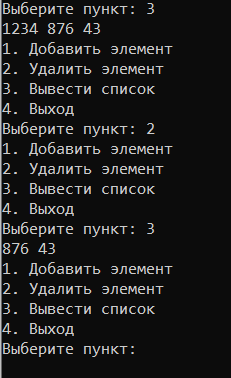 Выберите пункт: 3
1234 876 43
1. Добавить элемент
2. Удалить элемент
3. Вывести список
4. Выход
Выберите пункт: 2
1. Добавить элемент
2. Удалить элемент
3. Вывести список
4. Выход
Выберите пункт: 3
876 43
1. Добавить элемент
2. Удалить элемент
3. Вывести список
4. Выход
Выберите пункт: